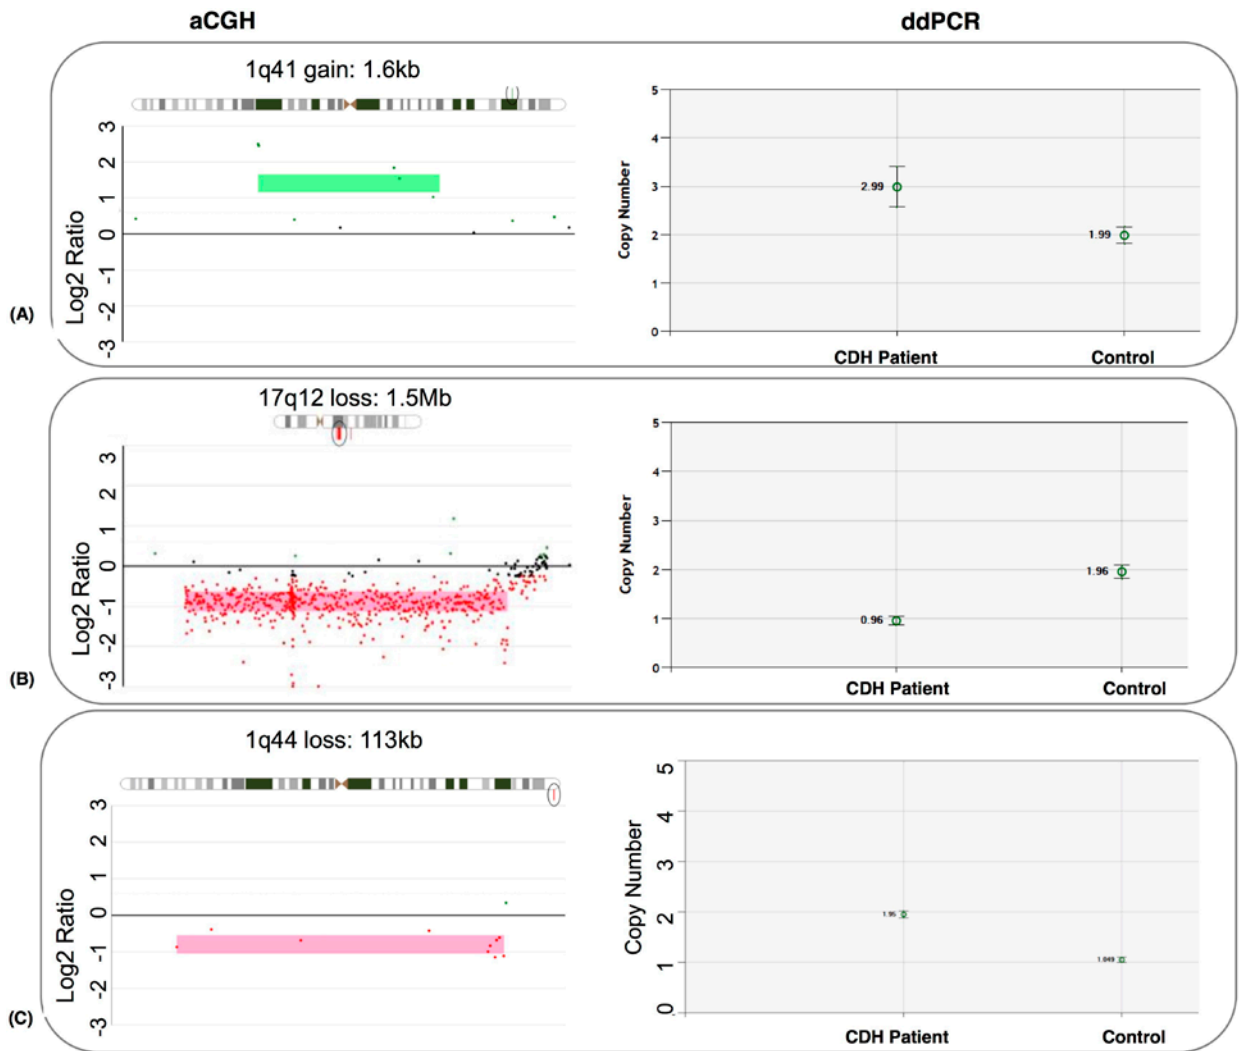 aCGH
ddPCR
(A)
1q41 gain: 1.6kb
Log2 Ratio
3
2
1
0
-1
-2
-3
Copy Number
5
4
3
2
1
0
2.99
1.99
CDH Patient
Control
(B)
17q12 loss: 1.5Mb
Log2 Ratio
3
2
1
0
-1
-2
-3
Copy Number
5
4
3
2
1
0
0.96
1.96
CDH Patient
Control
(C)
1q44 loss: 113kb
Log2 Ratio
3
2
1
0
-1
-2
-3
Copy Number
5
4
3
2
1
0
1.95
1.049
CDH Patient
Control